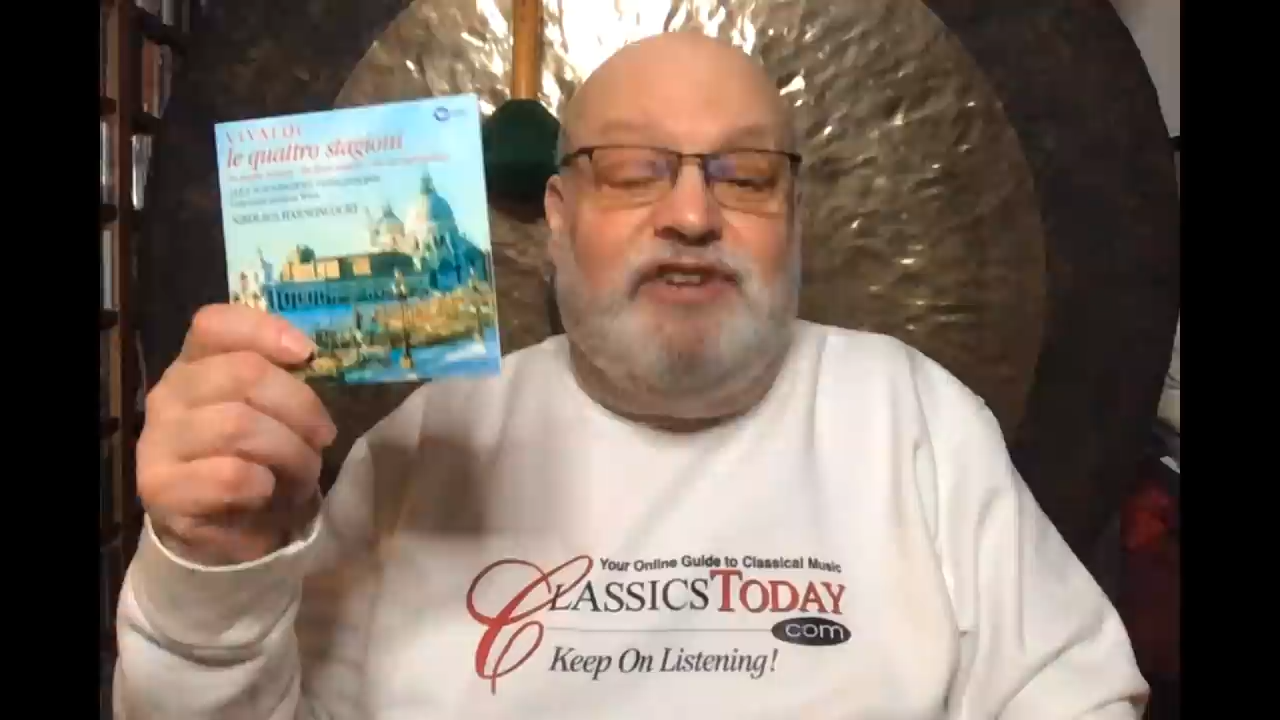 VIVALDI
le quattro stagioni
NIKOLAUS HARNONCOURT
Your Online Guide to Classical Music
CLASSICSTODAY
com
Keep On Listening!